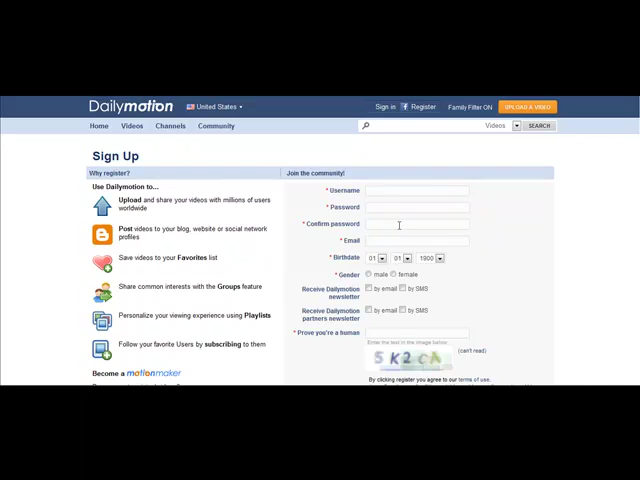 Dailymotion
United States
Sign in
Register
Family Filter ON
UPLOAD A VIDEO
Home
Videos
Channels
Community
Videos
SEARCH
Sign Up
Why register?
Use Dailymotion to...
Upload and share your videos with millions of users
worldwide
Post videos to your blog, website or social network
profiles
Save videos to your Favorites list
Share common interests with the Groups feature
Personalize your viewing experience using Playlists
Follow your favorite Users by subscribing to them
Become a motionmaker
Join the community!
* Username
* Password
* Confirm password
* Email
* Birthdate 01 01 1900
* Gender male female
Receive Dailymotion
newsletter
by email by SMS
Receive Dailymotion
partners newsletter
by email by SMS
* Prove you're a human
Enter the text in the image below
(can't read)
By clicking register you agree to our terms of use.